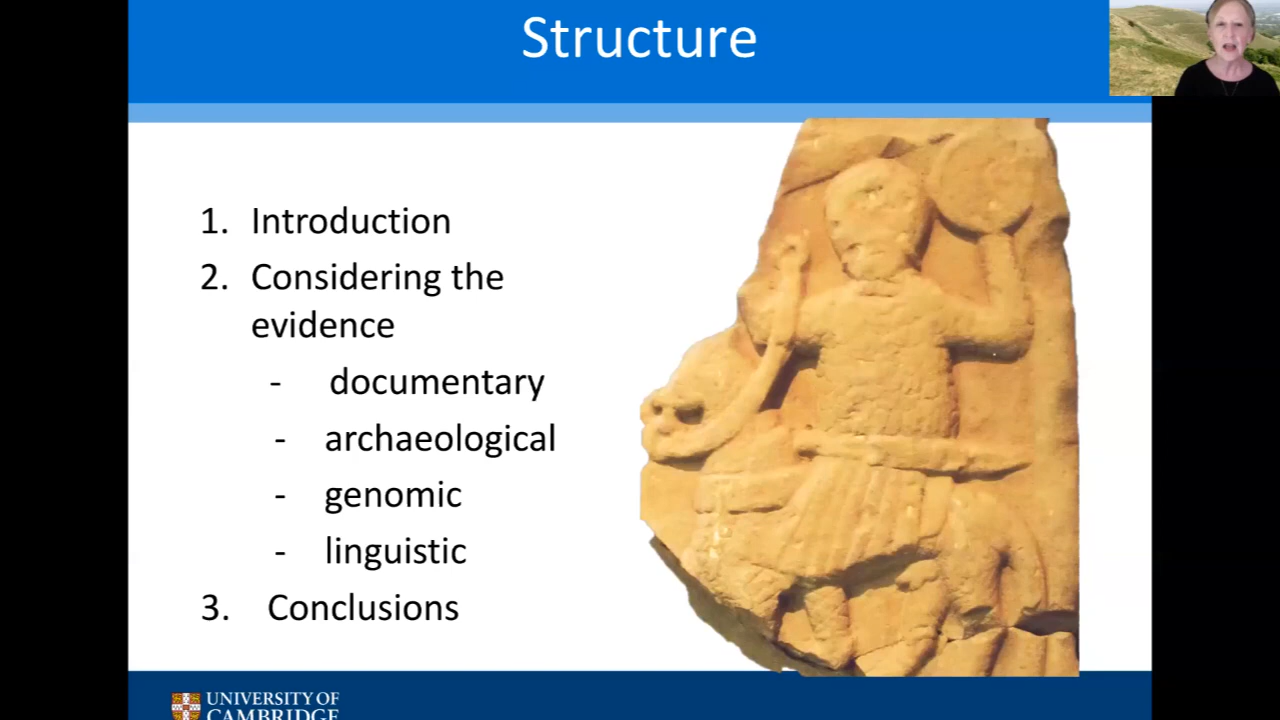 Structure
1. Introduction
2. Considering the
evidence
- documentary
- archaeological
- genomic
- linguistic
3. Conclusions
UNIVERSITY OF
CAMBRIDGE